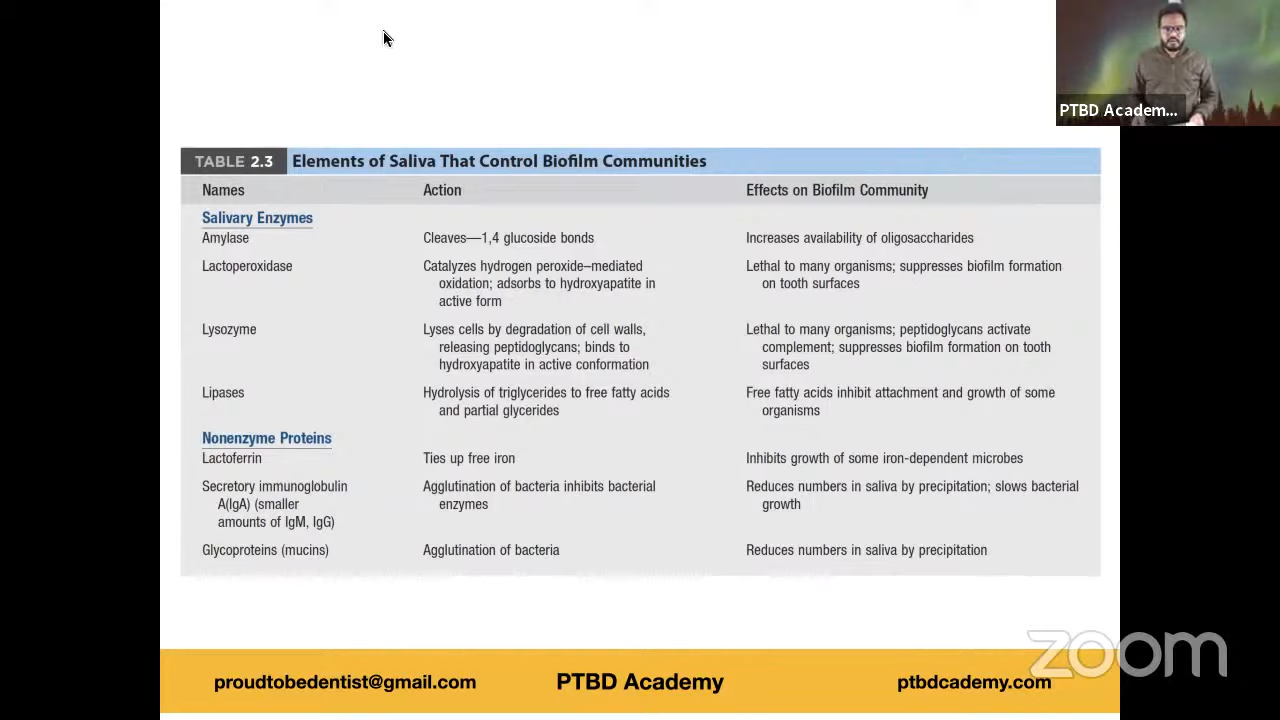 PTBD Academ...
TABLE 2.3 Elements of Saliva That Control Biofilm Communities
Names Action Effects on Biofilm Community
Salivary Enzymes
Amylase Cleaves—1,4 glucoside bonds Increases availability of oligosaccharides
Lactoperoxidase Catalyzes hydrogen peroxide–mediated Lethal to many organisms; suppresses biofilm formation
oxidation; adsorbs to hydroxyapatite in on tooth surfaces
active form
Lysozyme Lyses cells by degradation of cell walls, Lethal to many organisms; peptidoglycans activate
releasing peptidoglycans; binds to complement; suppresses biofilm formation on tooth
hydroxyapatite in active conformation surfaces
Lipases Hydrolysis of triglycerides to free fatty acids Free fatty acids inhibit attachment and growth of some
and partial glycerides organisms
Nonenzyme Proteins
Lactoferrin Ties up free iron Inhibits growth of some iron-dependent microbes
Secretory immunoglobulin Agglutination of bacteria inhibits bacterial Reduces numbers in saliva by precipitation; slows bacterial
A(IgA) (smaller enzymes growth
amounts of IgM, IgG)
Glycoproteins (mucins) Agglutination of bacteria Reduces numbers in saliva by precipitation
zoom
proudtobedentist@gmail.com PTBD Academy ptbdcademy.com